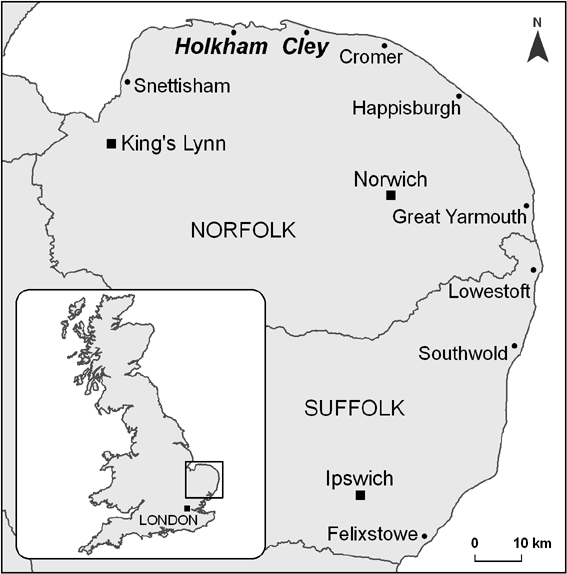 N
Holkham Cley
Cromer
Snettisham
Happisburgh
King's Lynn
Norwich
Great Yarmouth
NORFOLK
Lowestoft
Southwold
SUFFOLK
Ipswich
LONDON
Felixstowe
0 10 km